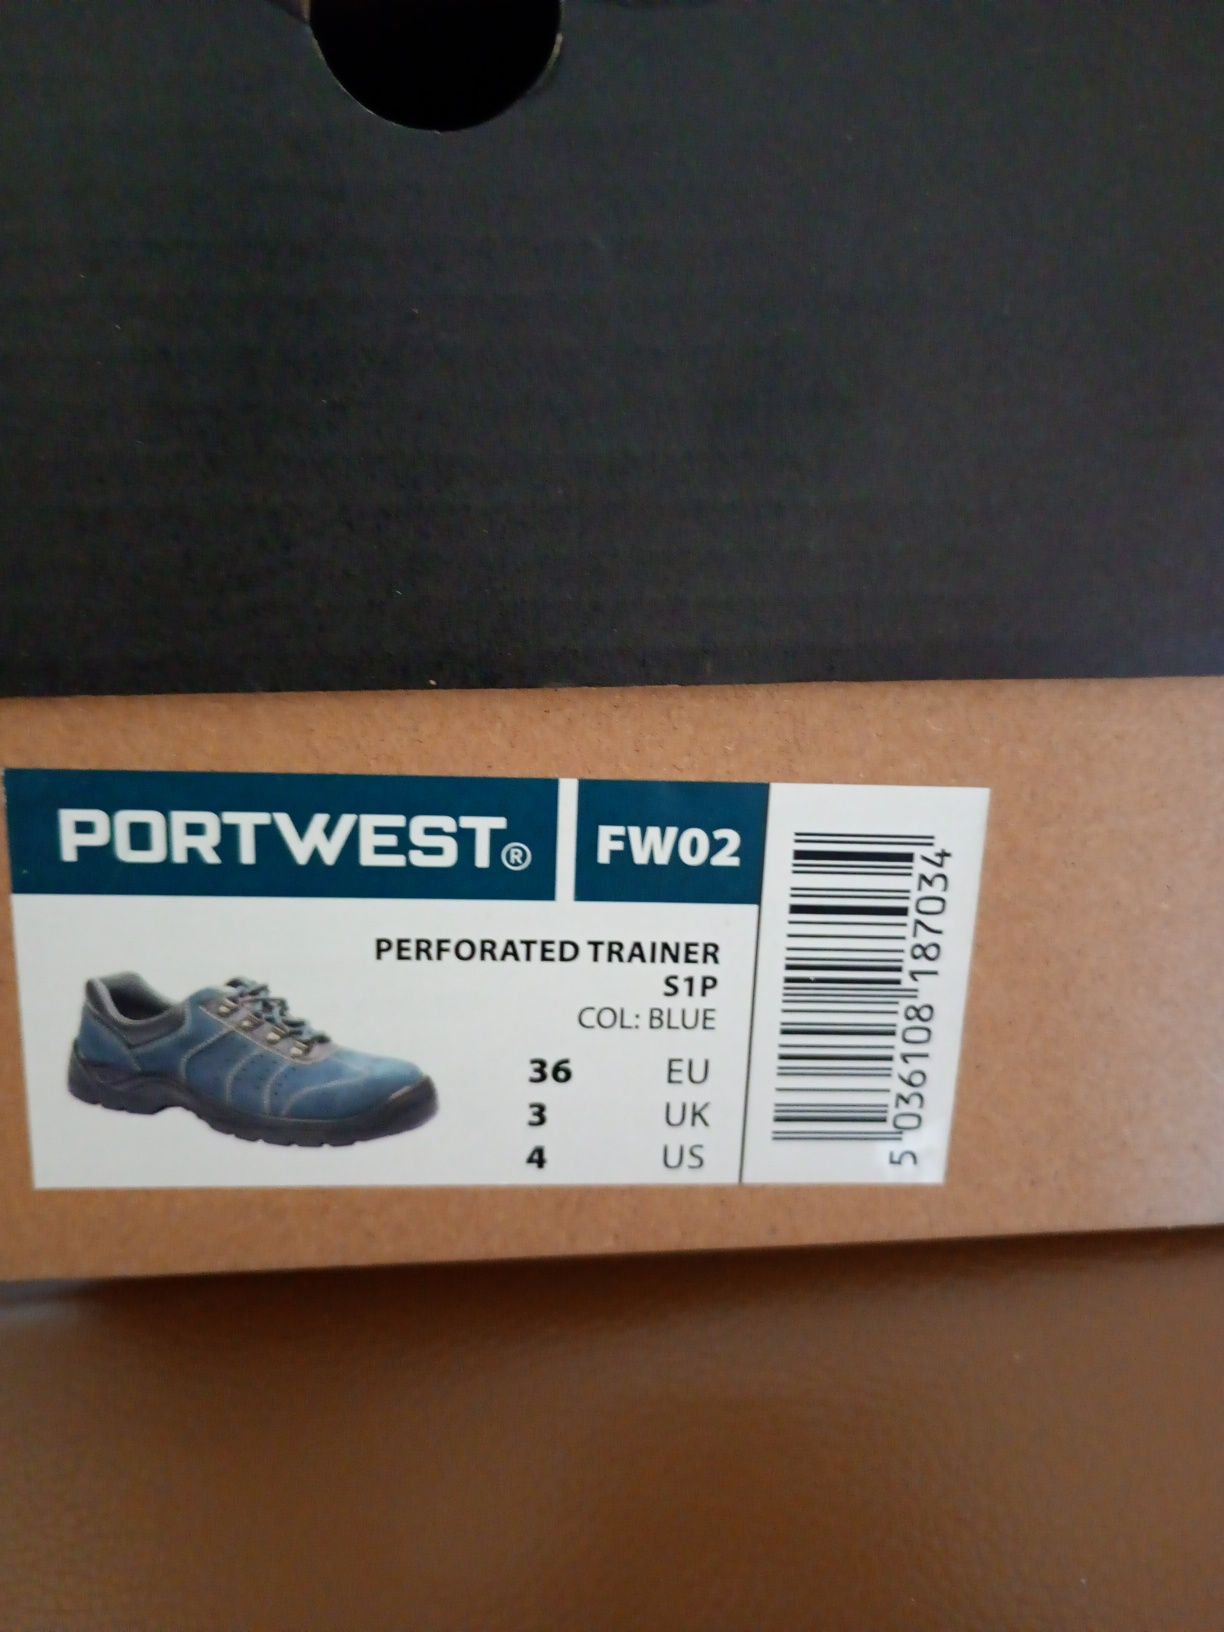 PORTWEST®
FW02
PERFORATED TRAINER
S1P
COL: BLUE
36 EU
3 UK
4 US
5 036108 187034